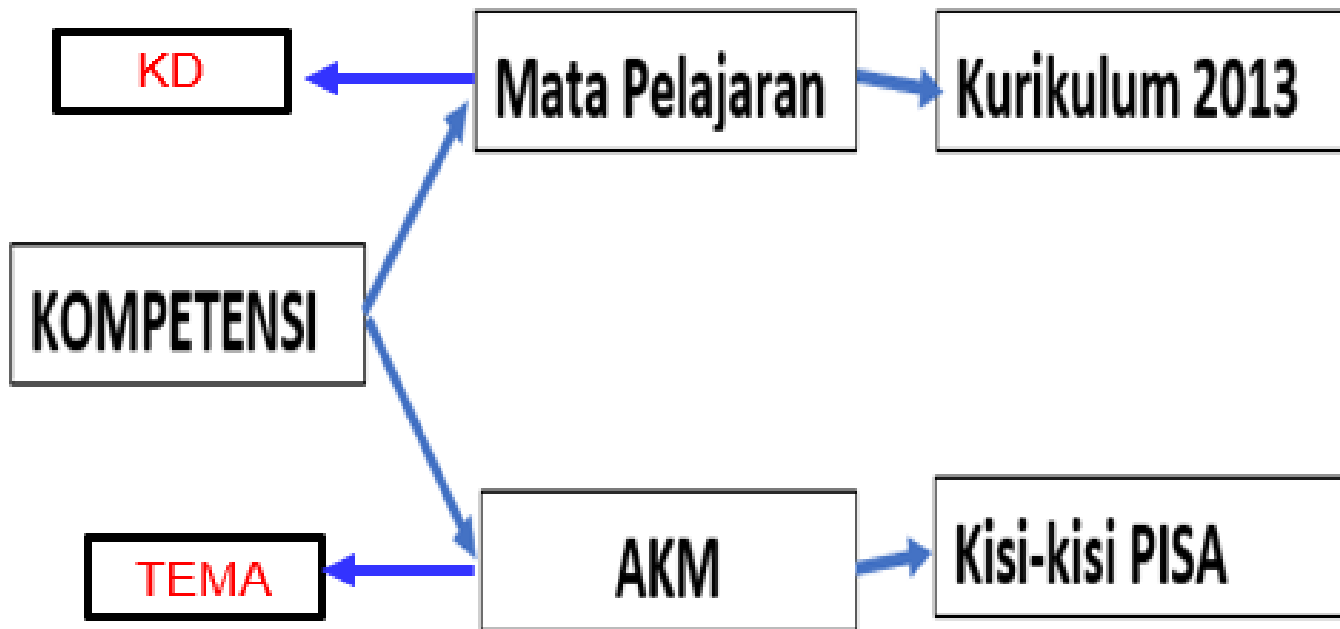 KD
Mata Pelajaran
Kurikulum 2013
KOMPETENSI
TEMA
AKM
Kisi-kisi PISA